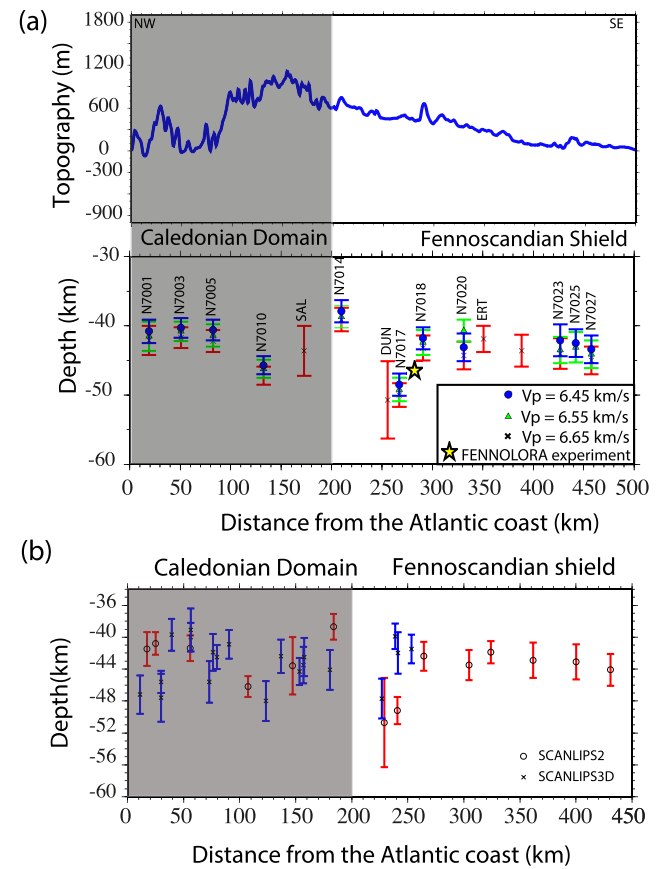 (a)
NW
SE
Topography (m)
1800
1200
600
0
-300
-900
Caledonian Domain
Fennoscandian Shield
Depth (km)
-30
-40
-50
-60
N7001
N7003
N7005
N7010
SAL
N7014
DUN
N7017
N7018
N7020
ERT
N7023
N7025
N7027
Vp = 6.45 km/s
Vp = 6.55 km/s
Vp = 6.65 km/s
FENNOLORA experiment
0 50 100 150 200 250 300 350 400 450 500
Distance from the Atlantic coast (km)
(b)
Caledonian Domain
Fennoscandian shield
Depth(km)
-36
-40
-44
-48
-52
-56
-60
SCANLIPS2
SCANLIPS3D
0 50 100 150 200 250 300 350 400 450
Distance from the Atlantic coast (km)